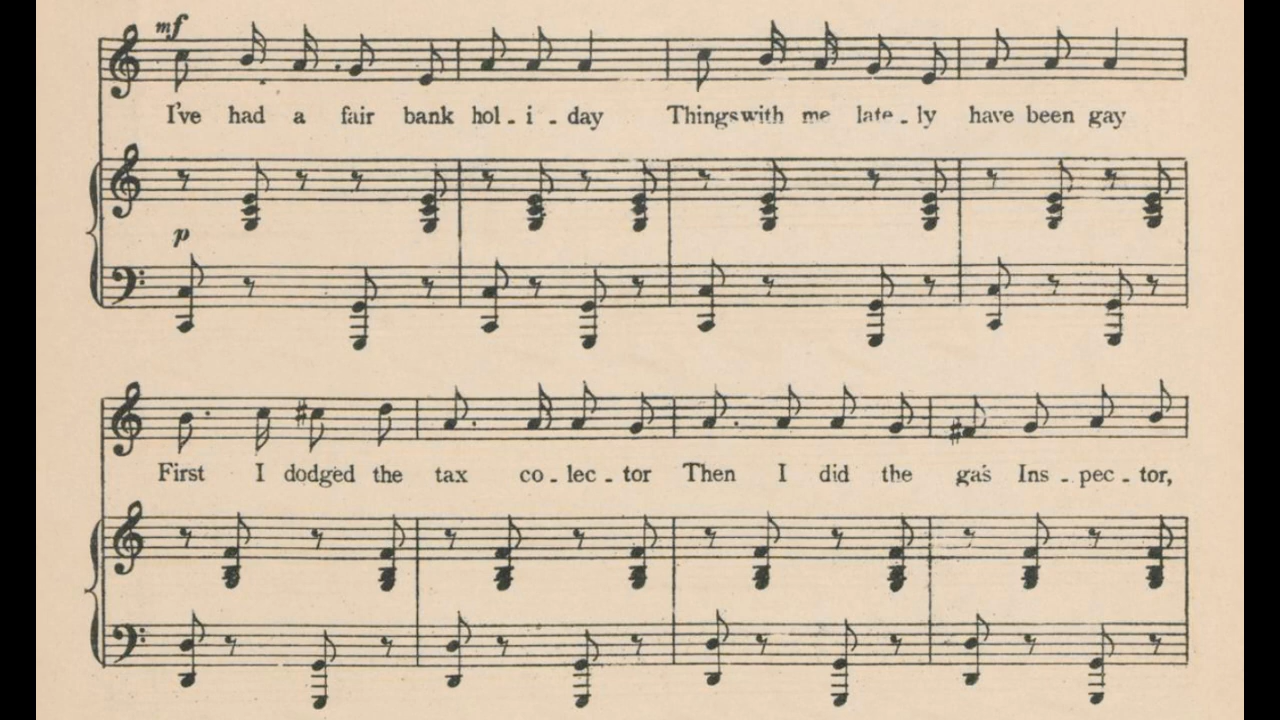 mf
I've had a fair bank hol - i - day Things with me late - ly have been gay
p
First I dodged the tax co - lec - tor Then I did the gas Ins - pec - tor,